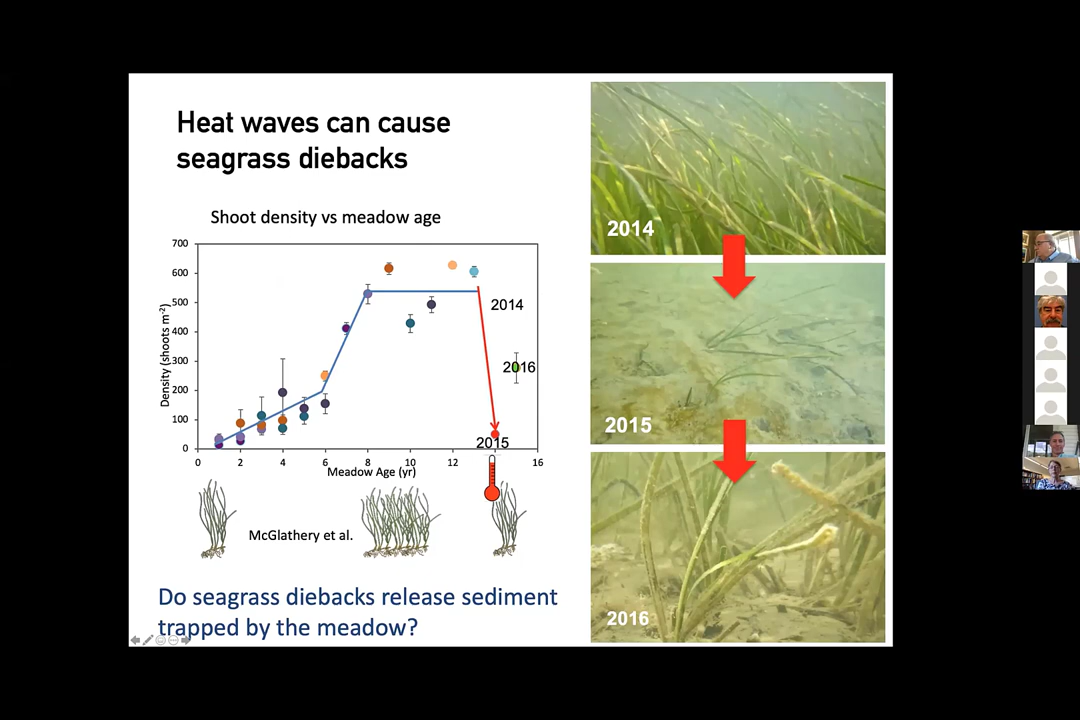 Heat waves can cause
seagrass diebacks
Shoot density vs meadow age
700
600
500
400
300
200
100
0
Density (shoots m⁻²)
0 2 4 6 8 10 12 14 16
Meadow Age (yr)
2014
2016
2015
McGlathery et al.
Do seagrass diebacks release sediment
trapped by the meadow?
2014
2015
2016